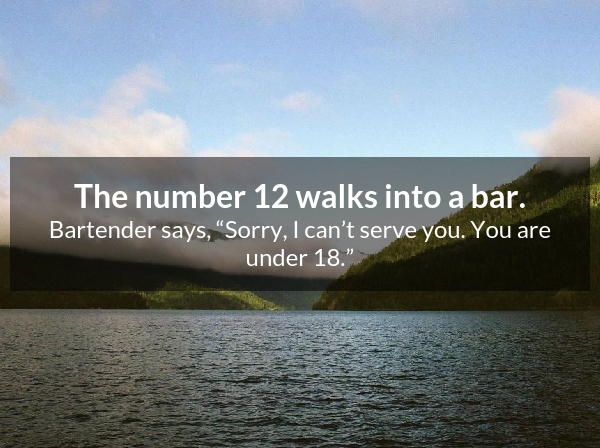 The number 12 walks into a bar.
Bartender says, “Sorry, I can’t serve you. You are
under 18.”